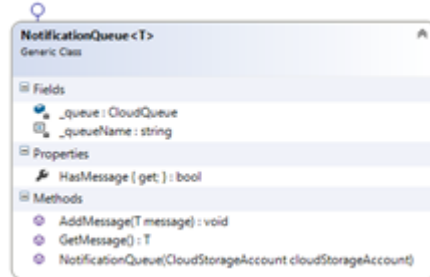 NotificationQueue<T>
Generic Class
Fields
_queue : CloudQueue
_queueName : string
Properties
HasMessage { get; } : bool
Methods
AddMessage(T message) : void
GetMessage() : T
NotificationQueue(CloudStorageAccount cloudStorageAccount)